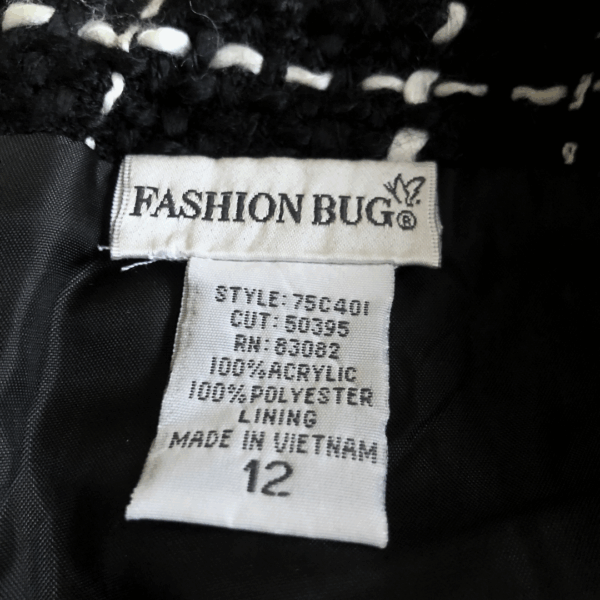 FASHION BUG®
STYLE: 75C401
CUT: 50395
RN: 83082
100%ACRYLIC
100%POLYESTER
LINING
MADE IN VIETNAM
12